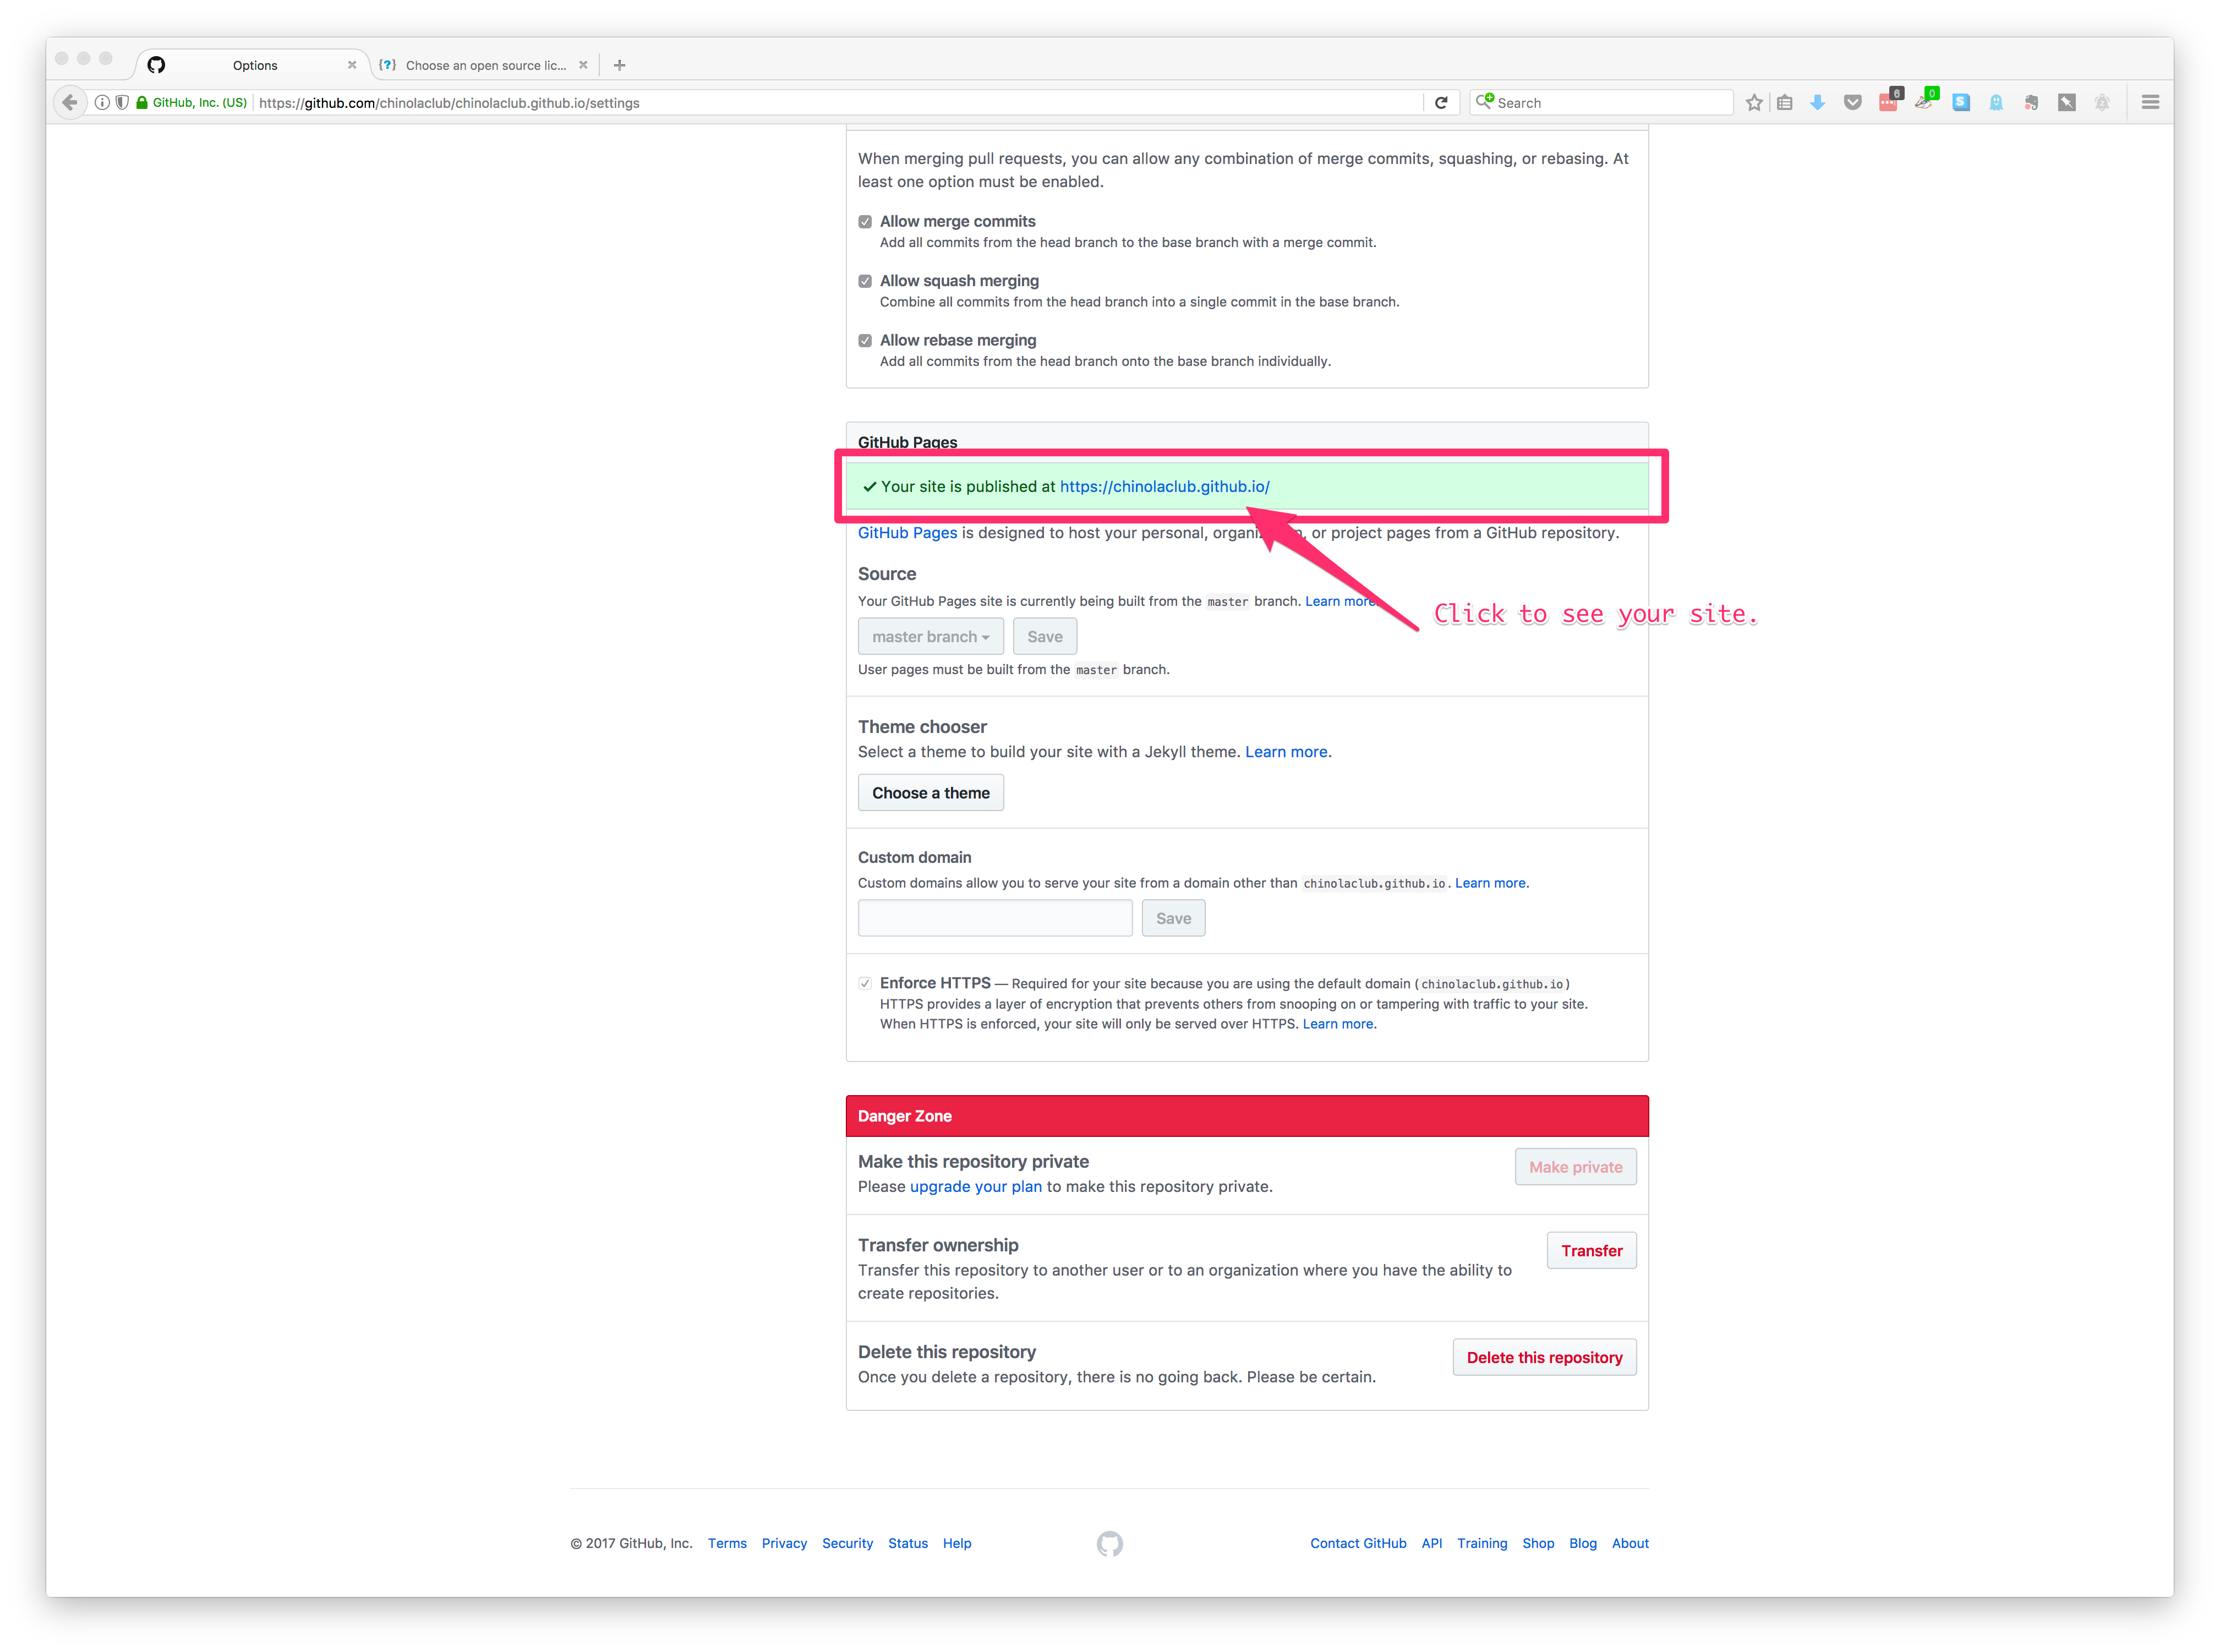 Options
Choose an open source lic...
GitHub, Inc. (US)
https://github.com/chinolaclub/chinolaclub.github.io/settings
Search
6
0
When merging pull requests, you can allow any combination of merge commits, squashing, or rebasing. At
least one option must be enabled.
Allow merge commits
Add all commits from the head branch to the base branch with a merge commit.
Allow squash merging
Combine all commits from the head branch into a single commit in the base branch.
Allow rebase merging
Add all commits from the head branch onto the base branch individually.
GitHub Pages
Your site is published at https://chinolaclub.github.io/
GitHub Pages is designed to host your personal, or project pages from a GitHub repository.
Source
Your GitHub Pages site is currently being built from the master branch. Learn more.
Click to see your site.
master branch
Save
User pages must be built from the master branch.
Theme chooser
Select a theme to build your site with a Jekyll theme. Learn more.
Choose a theme
Custom domain
Custom domains allow you to serve your site from a domain other than chinolaclub.github.io. Learn more.
Save
Enforce HTTPS — Required for your site because you are using the default domain (chinolaclub.github.io)
HTTPS provides a layer of encryption that prevents others from snooping on or tampering with traffic to your site.
When HTTPS is enforced, your site will only be served over HTTPS. Learn more.
Danger Zone
Make this repository private
Make private
Please upgrade your plan to make this repository private.
Transfer ownership
Transfer
Transfer this repository to another user or to an organization where you have the ability to
create repositories.
Delete this repository
Delete this repository
Once you delete a repository, there is no going back. Please be certain.
© 2017 GitHub, Inc. Terms Privacy Security Status Help
Contact GitHub API Training Shop Blog About